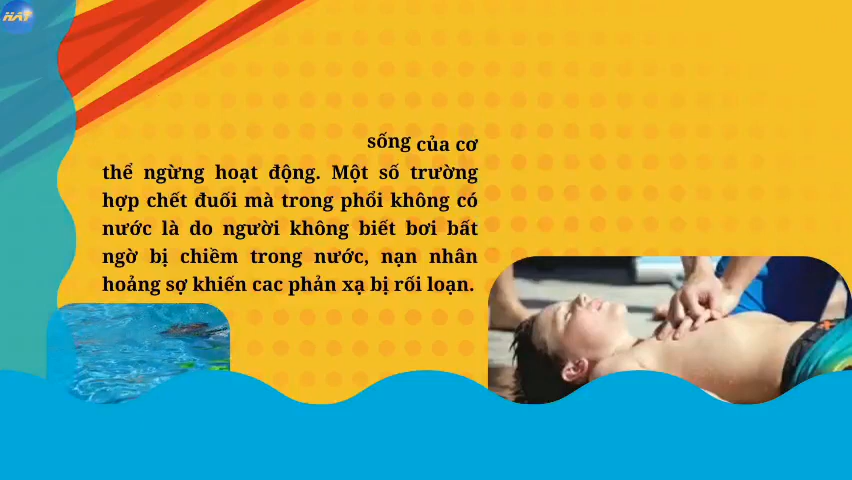 HAT
sống của cơ
thể ngừng hoạt động. Một số trường
hợp chết đuối mà trong phổi không có
nước là do người không biết bơi bất
ngờ bị chiềm trong nước, nạn nhân
hoảng sợ khiến cac phản xạ bị rối loạn.